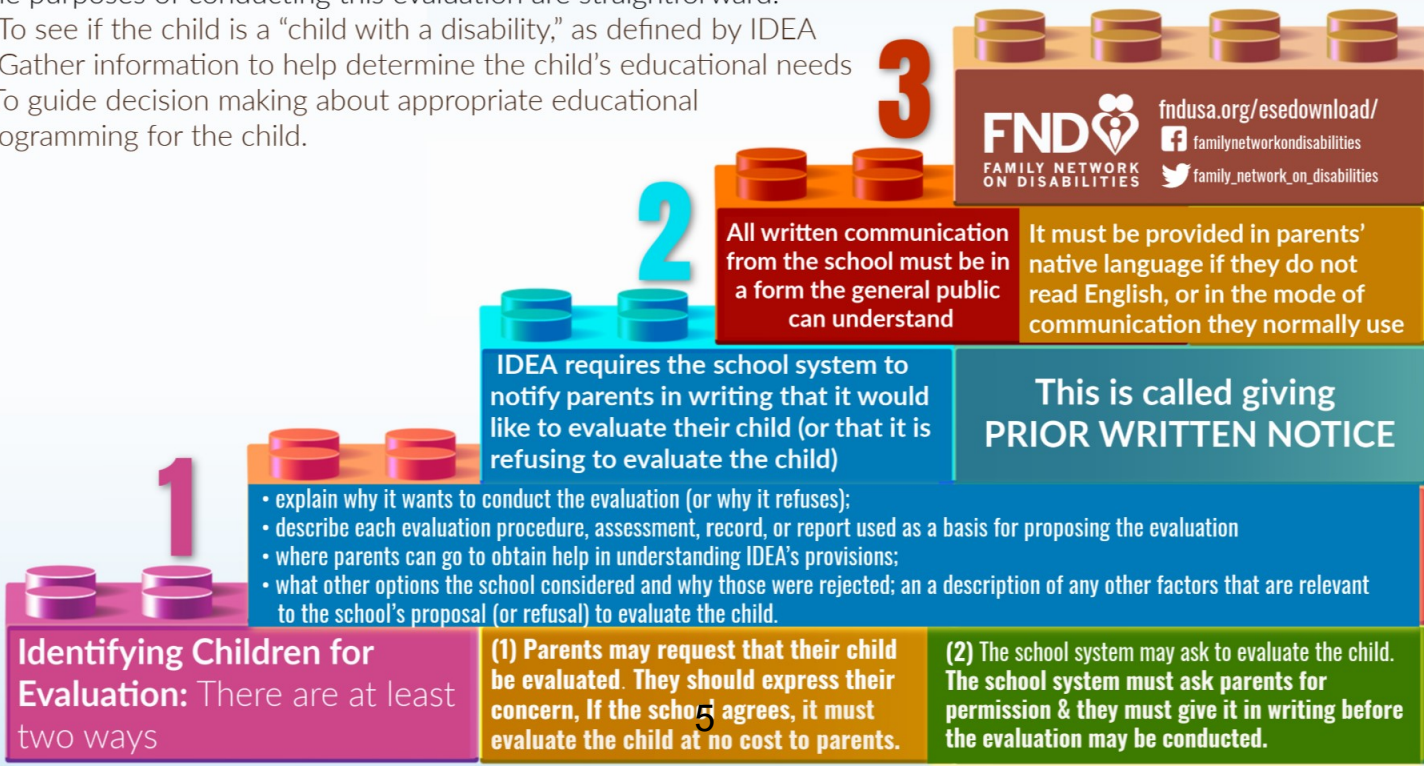 he purposes of conducting this evaluation are straightforward:
To see if the child is a “child with a disability,” as defined by IDEA
Gather information to help determine the child’s educational needs
To guide decision making about appropriate educational
ogramming for the child.
3
FND
FAMILY NETWORK
ON DISABILITIES
fndusa.org/esedownload/
familynetworkondisabilities
family_network_on_disabilities
2
All written communication
from the school must be in
a form the general public
can understand
It must be provided in parents’
native language if they do not
read English, or in the mode of
communication they normally use
IDEA requires the school system to
notify parents in writing that it would
like to evaluate their child (or that it is
refusing to evaluate the child)
This is called giving
PRIOR WRITTEN NOTICE
1
• explain why it wants to conduct the evaluation (or why it refuses);
• describe each evaluation procedure, assessment, record, or report used as a basis for proposing the evaluation
• where parents can go to obtain help in understanding IDEA’s provisions;
• what other options the school considered and why those were rejected; an a description of any other factors that are relevant
to the school’s proposal (or refusal) to evaluate the child.
Identifying Children for
Evaluation: There are at least
two ways
(1) Parents may request that their child
be evaluated. They should express their
concern, If the school agrees, it must
evaluate the child at no cost to parents.
5
(2) The school system may ask to evaluate the child.
The school system must ask parents for
permission & they must give it in writing before
the evaluation may be conducted.